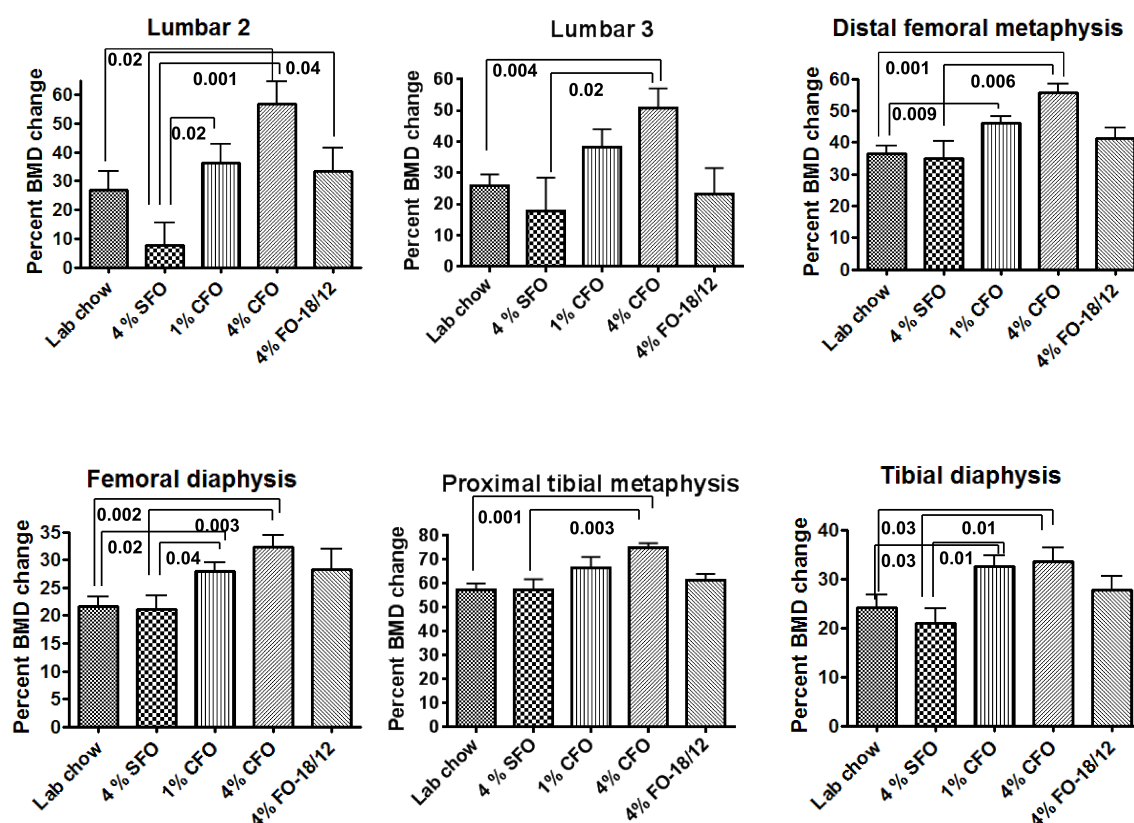 Lumbar 2
0.02
0.001
0.04
0.02
Percent BMD change
60
50
40
30
20
10
0
Lab chow
4 % SFO
1% CFO
4% CFO
4% FO-18/12
Lumbar 3
0.004
0.02
Percent BMD change
60
50
40
30
20
10
0
Lab chow
4 % SFO
1% CFO
4% CFO
4% FO-18/12
Distal femoral metaphysis
0.001
0.006
0.009
Percent BMD change
60
50
40
30
20
10
0
Lab chow
4 % SFO
1% CFO
4% CFO
4% FO-18/12
Femoral diaphysis
0.002
0.003
0.02
0.04
Percent BMD change
35
30
25
20
15
10
5
0
Lab chow
4 % SFO
1% CFO
4% CFO
4% FO-18/12
Proximal tibial metaphysis
0.001
0.003
Percent BMD change
80
70
60
50
40
30
20
10
0
Lab chow
4 % SFO
1% CFO
4% CFO
4% FO-18/12
Tibial diaphysis
0.03
0.01
0.03
0.01
Percent BMD change
40
30
20
10
0
Lab chow
4 % SFO
1% CFO
4% CFO
4% FO-18/12